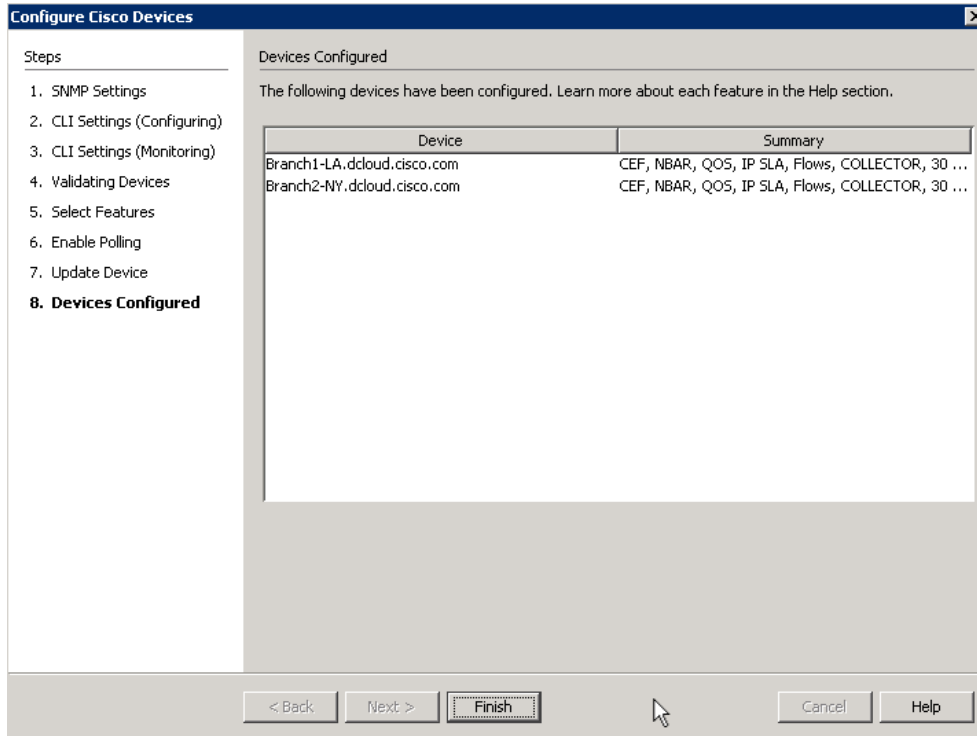 Configure Cisco Devices
Steps
1. SNMP Settings
2. CLI Settings (Configuring)
3. CLI Settings (Monitoring)
4. Validating Devices
5. Select Features
6. Enable Polling
7. Update Device
8. Devices Configured
Devices Configured
The following devices have been configured. Learn more about each feature in the Help section.
Device Summary
Branch1-LA.dcloud.cisco.com CEF, NBAR, QOS, IP SLA, Flows, COLLECTOR, 30 ...
Branch2-NY.dcloud.cisco.com CEF, NBAR, QOS, IP SLA, Flows, COLLECTOR, 30 ...
< Back Next > Finish Cancel Help